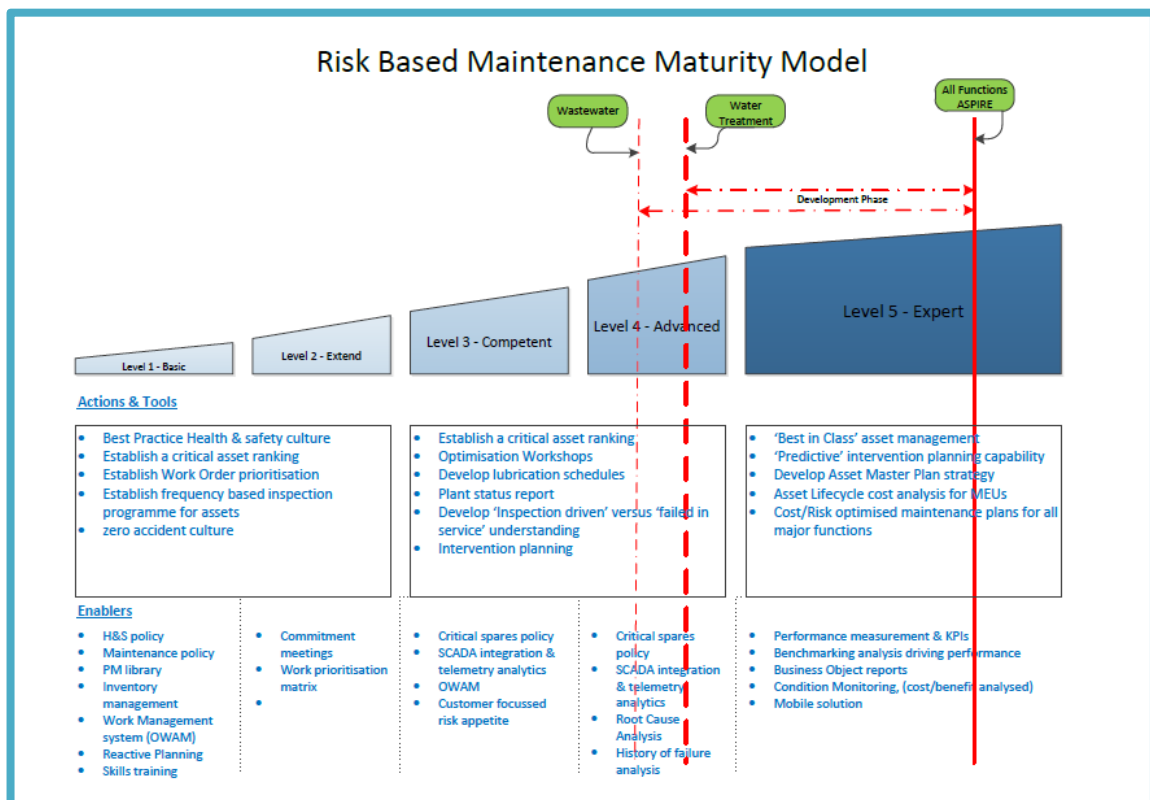 Risk Based Maintenance Maturity Model
Wastewater
Water
Treatment
All Functions
ASPIRE
Development Phase
Level 1 - Basic
Level 2 - Extend
Level 3 - Competent
Level 4 - Advanced
Level 5 - Expert
Actions & Tools
• Best Practice Health & safety culture
• Establish a critical asset ranking
• Establish Work Order prioritisation
• Establish frequency based inspection
programme for assets
• zero accident culture
• Establish a critical asset ranking
• Optimisation Workshops
• Develop lubrication schedules
• Plant status report
• Develop ‘Inspection driven’ versus ‘failed in
service’ understanding
• Intervention planning
• ‘Best in Class’ asset management
• ‘Predictive’ intervention planning capability
• Develop Asset Master Plan strategy
• Asset Lifecycle cost analysis for MEUs
• Cost/Risk optimised maintenance plans for all
major functions
Enablers
• H&S policy
• Maintenance policy
• PM library
• Inventory
management
• Work Management
system (OWAM)
• Reactive Planning
• Skills training
• Commitment
meetings
• Work prioritisation
matrix
•
• Critical spares policy
• SCADA integration &
telemetry analytics
• OWAM
• Customer focussed
risk appetite
• Critical spares
policy
• SCADA integration
& telemetry
analytics
• Root Cause
Analysis
• History of failure
analysis
• Performance measurement & KPIs
• Benchmarking analysis driving performance
• Business Object reports
• Condition Monitoring, (cost/benefit analysed)
• Mobile solution